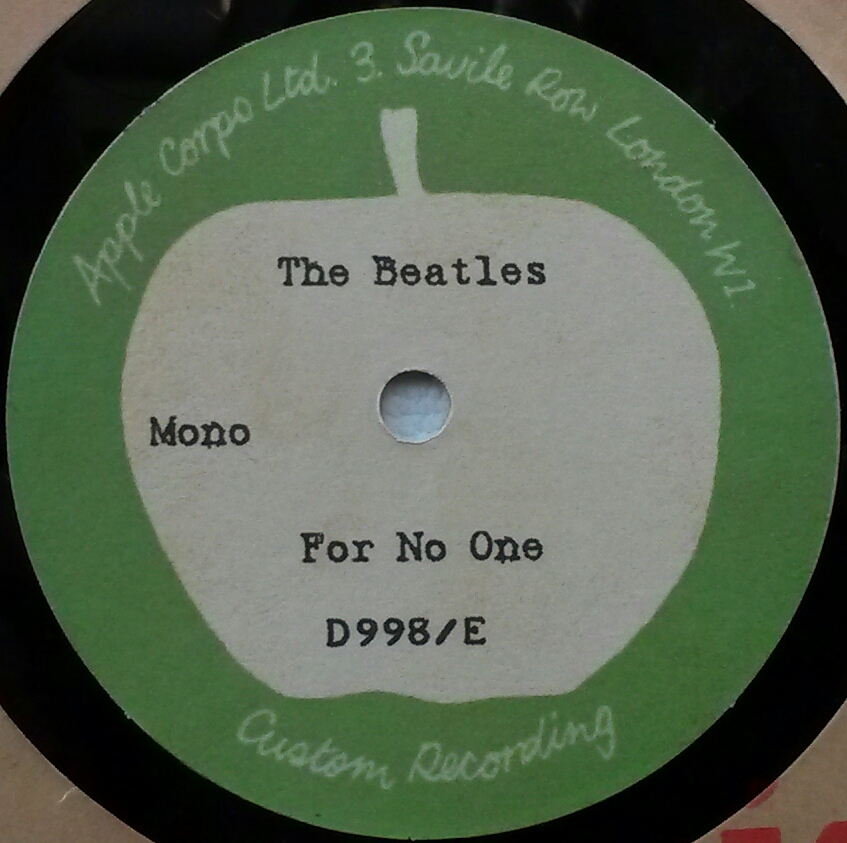 Apple Corps Ltd. 3. Savile Row London W1.
The Beatles
Mono
For No One
D998/E
Custom Recording